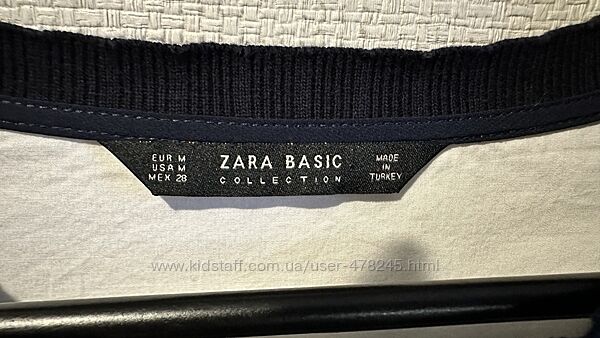 EUR M
USA M
MEX 28
ZARA BASIC
COLLECTION
MADE
IN
TURKEY
www.kidstaff.com.ua/user-478245.html